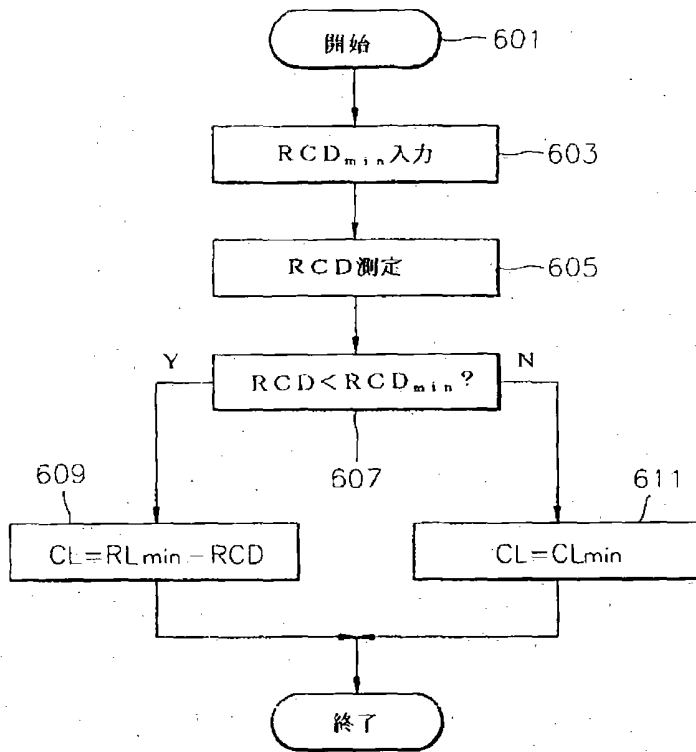 開始
601
RCDmin入力
603
RCD測定
605
Y
N
RCD<RCDmin?
607
609
611
CL=RLmin-RCD
CL=CLmin
終了